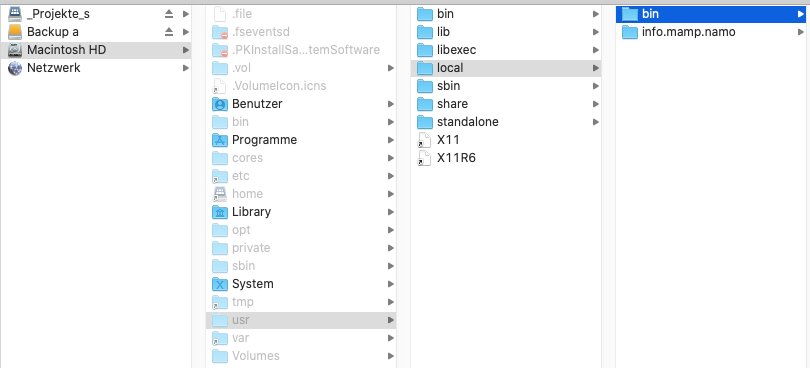 _Projekte_s
Backup a
Macintosh HD
Netzwerk
.file
.fseventsd
.PKInstallSa...temSoftware
.vol
.VolumeIcon.icns
Benutzer
bin
Programme
cores
etc
home
Library
opt
private
sbin
System
tmp
usr
var
Volumes
bin
lib
libexec
local
sbin
share
standalone
X11
X11R6
bin
info.mamp.namo